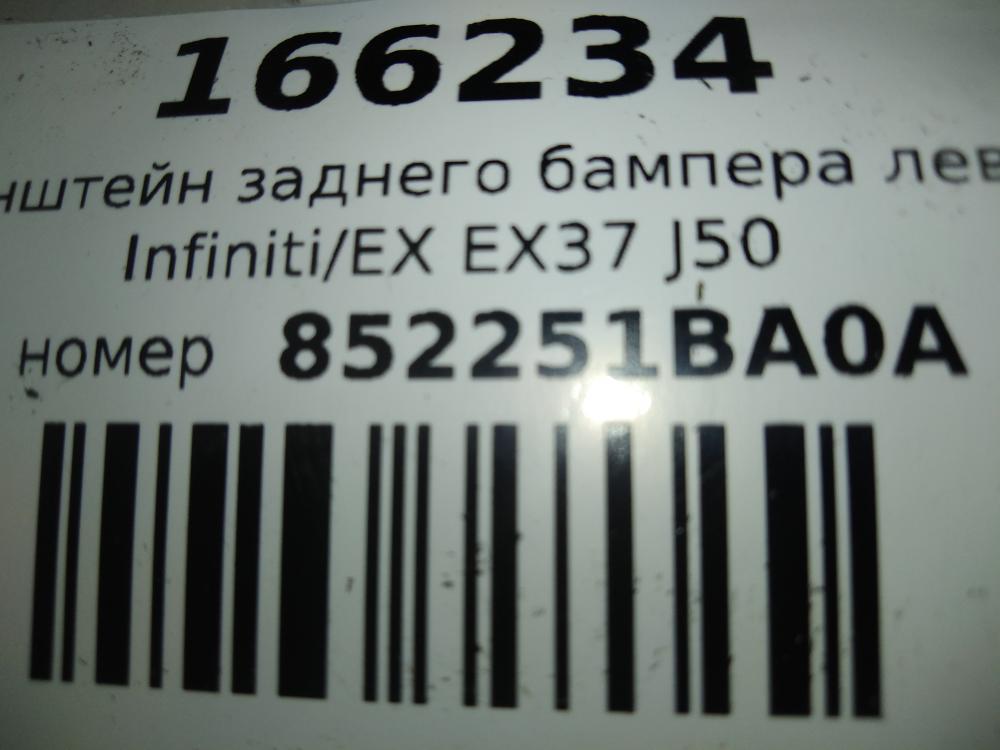 166234
нштейн заднего бампера лев
Infiniti/EX EX37 J50
номер 852251BA0A